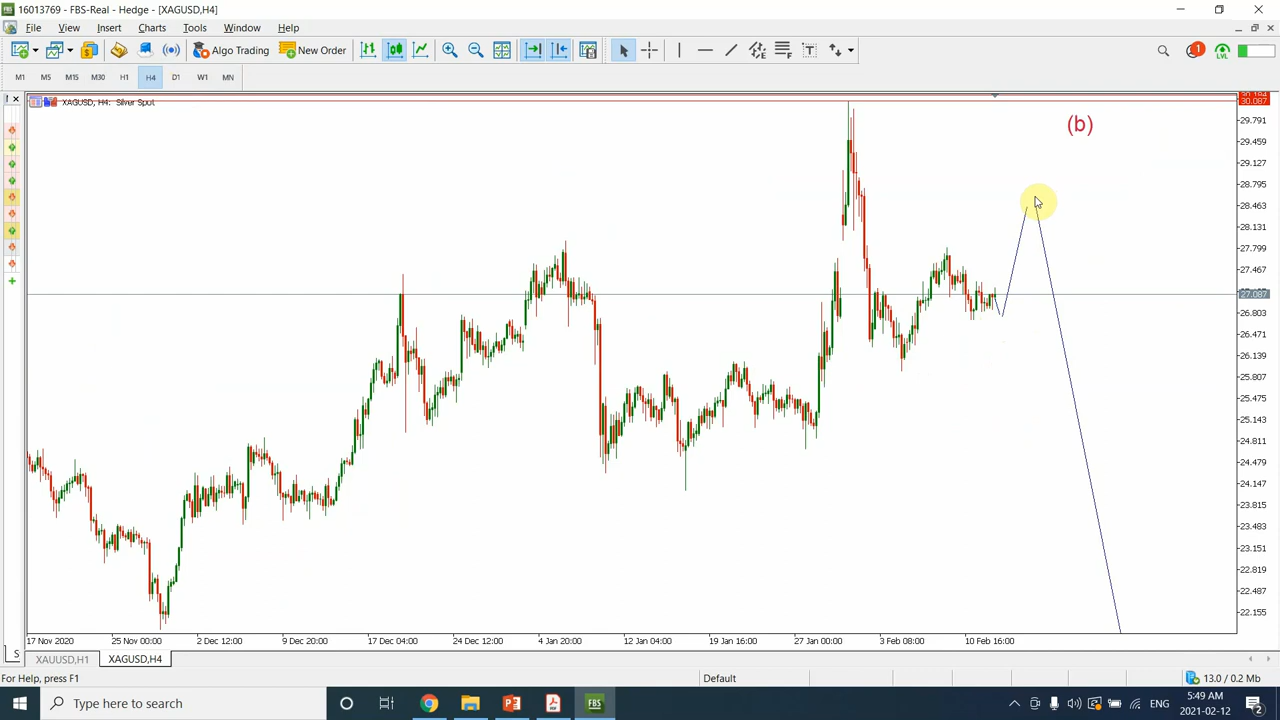 16013769 - FBS-Real - Hedge - [XAGUSD,H4]
File View Insert Charts Tools Window Help
Algo Trading New Order
1
LVL
M1 M5 M15 M30 H1 H4 D1 W1 MN
XAGUSD, H4: Silver Spot
(b)
30.087
29.791
29.459
29.127
28.795
28.463
28.131
27.799
27.467
27.087
26.803
26.471
26.139
25.807
25.475
25.143
24.811
24.479
24.147
23.815
23.483
23.151
22.819
22.487
22.155
17 Nov 2020 25 Nov 00:00 2 Dec 12:00 9 Dec 20:00 17 Dec 04:00 24 Dec 12:00 4 Jan 20:00 12 Jan 04:00 19 Jan 16:00 27 Jan 00:00 3 Feb 08:00 10 Feb 16:00
S XAUUSD,H1 XAGUSD,H4
For Help, press F1 Default 13.0 / 0.2 Mb
Type here to search
FBS
ENG
5:49 AM
2021-02-12
2